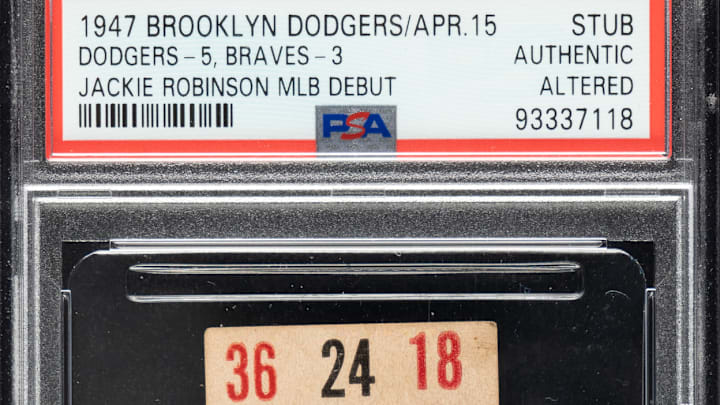 1947 BROOKLYN DODGERS/APR.15 STUB
DODGERS - 5, BRAVES - 3 AUTHENTIC
JACKIE ROBINSON MLB DEBUT ALTERED
PSA 93337118
36 24 18